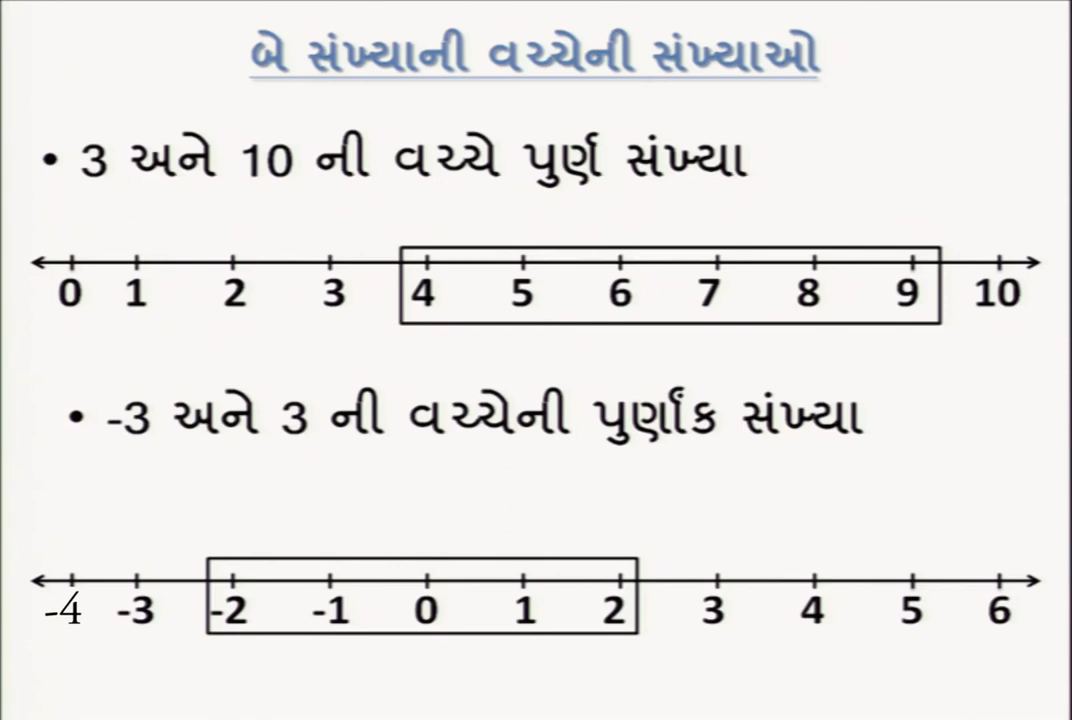 બે સંખ્યાની વચ્ચેની સંખ્યાઓ
• 3 અને 10 ની વચ્ચે પુર્ણ સંખ્યા
0 1 2 3 4 5 6 7 8 9 10
• -3 અને 3 ની વચ્ચેની પુર્ણાંક સંખ્યા
-4 -3 -2 -1 0 1 2 3 4 5 6